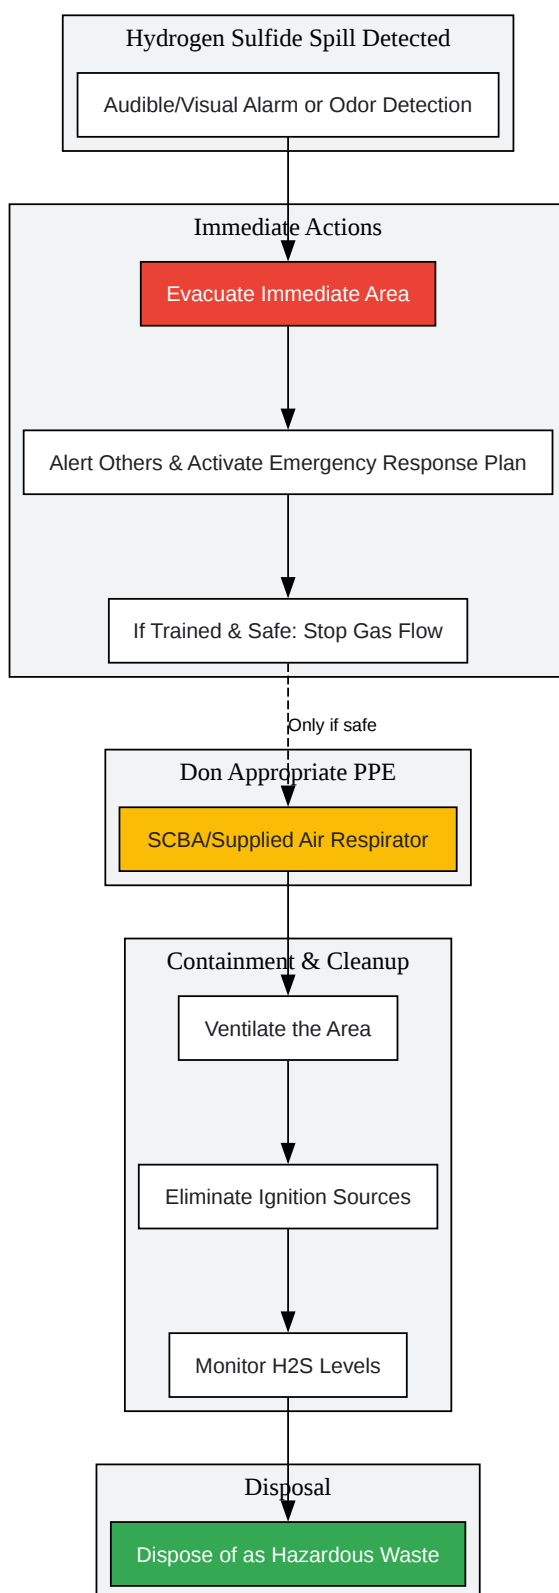 Hydrogen Sulfide Spill Detected
Audible/Visual Alarm or Odor Detection
Immediate Actions
Evacuate Immediate Area
Alert Others & Activate Emergency Response Plan
If Trained & Safe: Stop Gas Flow
Only if safe
Don Appropriate PPE
SCBA/Supplied Air Respirator
Containment & Cleanup
Ventilate the Area
Eliminate Ignition Sources
Monitor H2S Levels
Disposal
Dispose of as Hazardous Waste